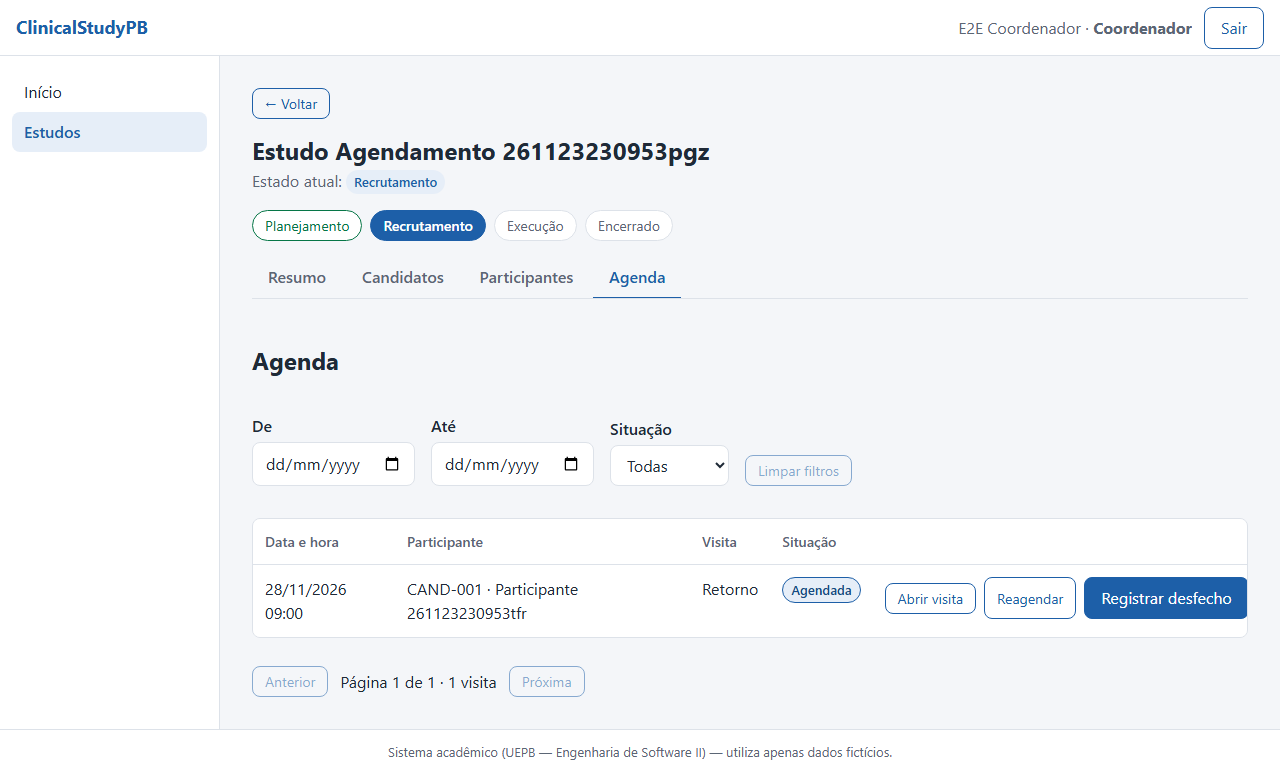 ClinicalStudyPB
E2E Coordenador · Coordenador
Sair
Início
Estudos
← Voltar
Estudo Agendamento 261123230953pgz
Estado atual: Recrutamento
Planejamento
Recrutamento
Execução
Encerrado
Resumo
Candidatos
Participantes
Agenda
Agenda
De
Até
Situação
dd/mm/yyyy
dd/mm/yyyy
Todas
Limpar filtros
Data e hora
Participante
Visita
Situação
28/11/2026
09:00
CAND-001 · Participante
261123230953tfr
Retorno
Agendada
Abrir visita
Reagendar
Registrar desfecho
Anterior
Página 1 de 1 · 1 visita
Próxima
Sistema acadêmico (UEPB — Engenharia de Software II) — utiliza apenas dados fictícios.